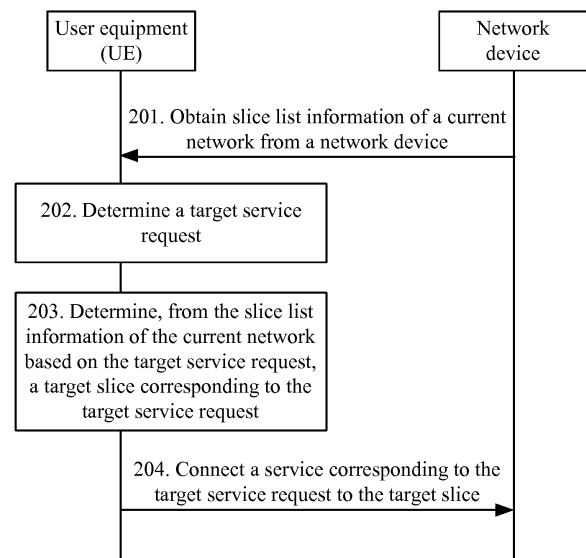 User equipment
(UE)
Network
device
201. Obtain slice list information of a current
network from a network device
202. Determine a target service
request
203. Determine, from the slice list
information of the current network
based on the target service request,
a target slice corresponding to the
target service request
204. Connect a service corresponding to the
target service request to the target slice